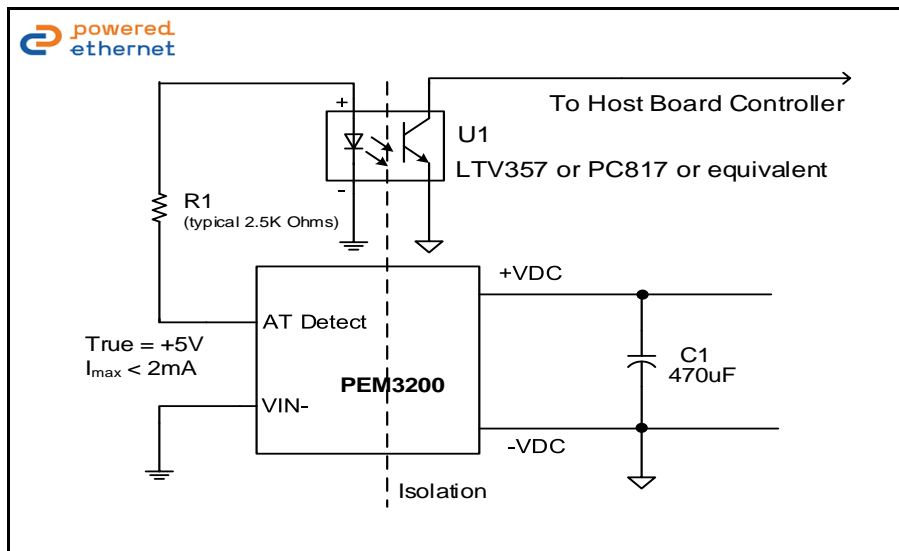 powered
ethernet
To Host Board Controller
+
U1
LTV357 or PC817 or equivalent
-
R1
(typical 2.5K Ohms)
+VDC
AT Detect
True = +5V
Imax < 2mA
C1
470uF
PEM3200
VIN-
-VDC
Isolation